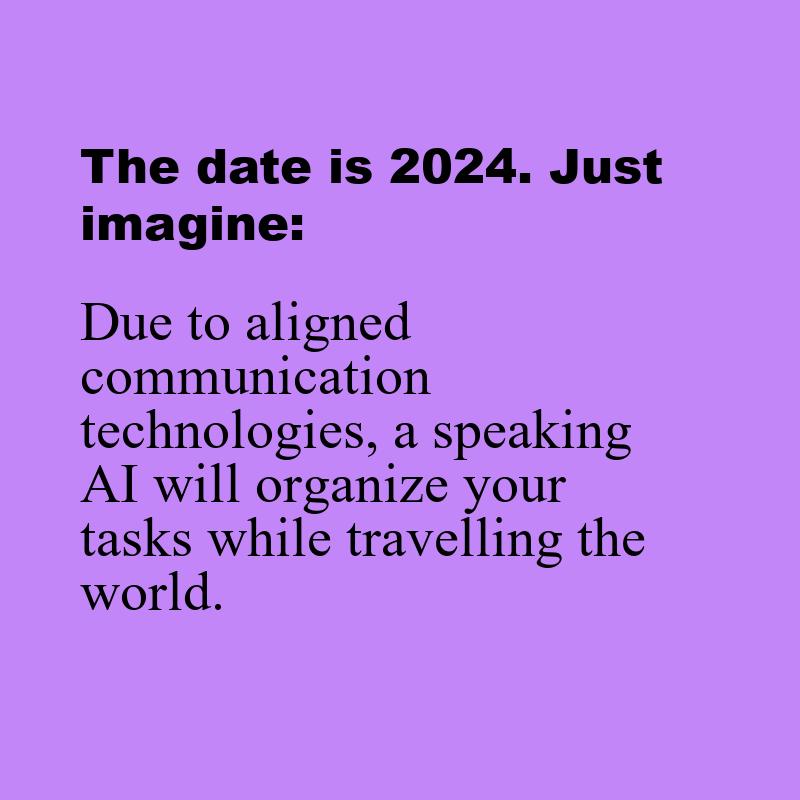 The date is 2024. Just
imagine:
Due to aligned
communication
technologies, a speaking
AI will organize your
tasks while travelling the
world.